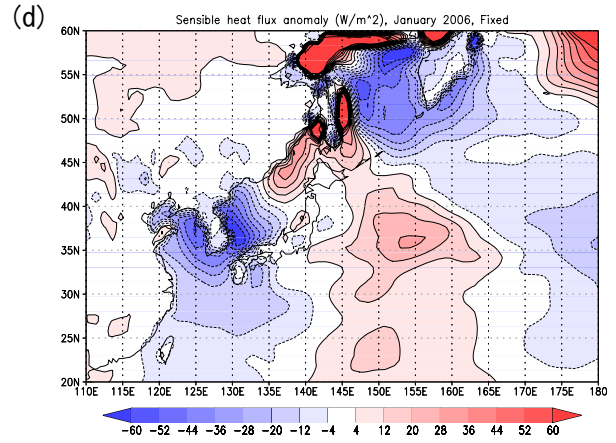 (d)
Sensible heat flux anomaly (W/m^2), January 2006, Fixed
60N
55N
50N
45N
40N
35N
30N
25N
20N
110E 115E 120E 125E 130E 135E 140E 145E 150E 155E 160E 165E 170E 175E 180
-60 -52 -44 -36 -28 -20 -12 -4 4 12 20 28 36 44 52 60